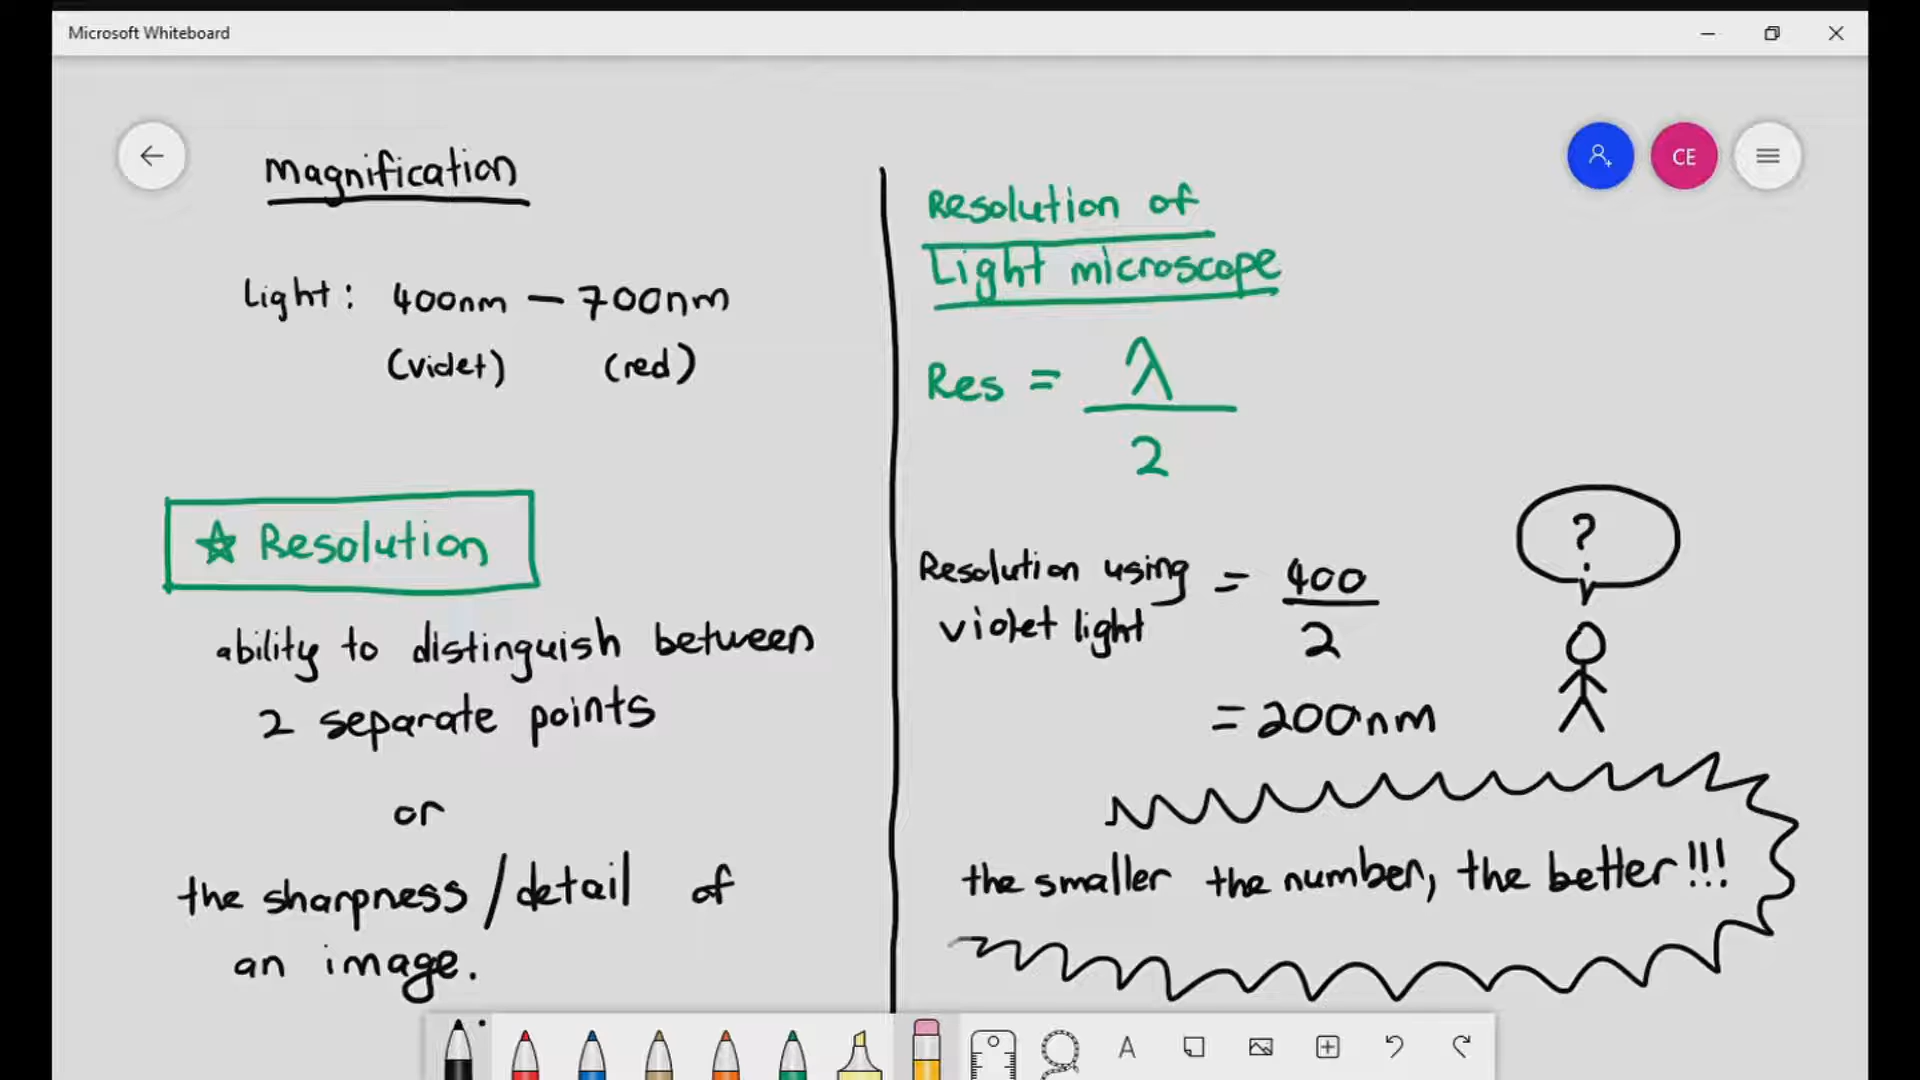 Microsoft Whiteboard
CE
Magnification
Light: 400nm — 700nm
(violet) (red)
☆ Resolution
ability to distinguish between
2 separate points
or
the sharpness/detail of
an image.
Resolution of
Light microscope
Res = λ
2
Resolution using = 400
violet light 2
= 200nm
?
the smaller the number, the better!!!
A